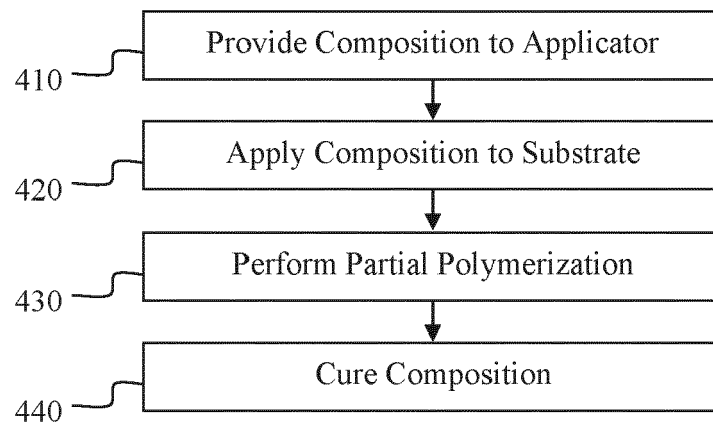 Provide Composition to Applicator
410
Apply Composition to Substrate
420
Perform Partial Polymerization
430
Cure Composition
440